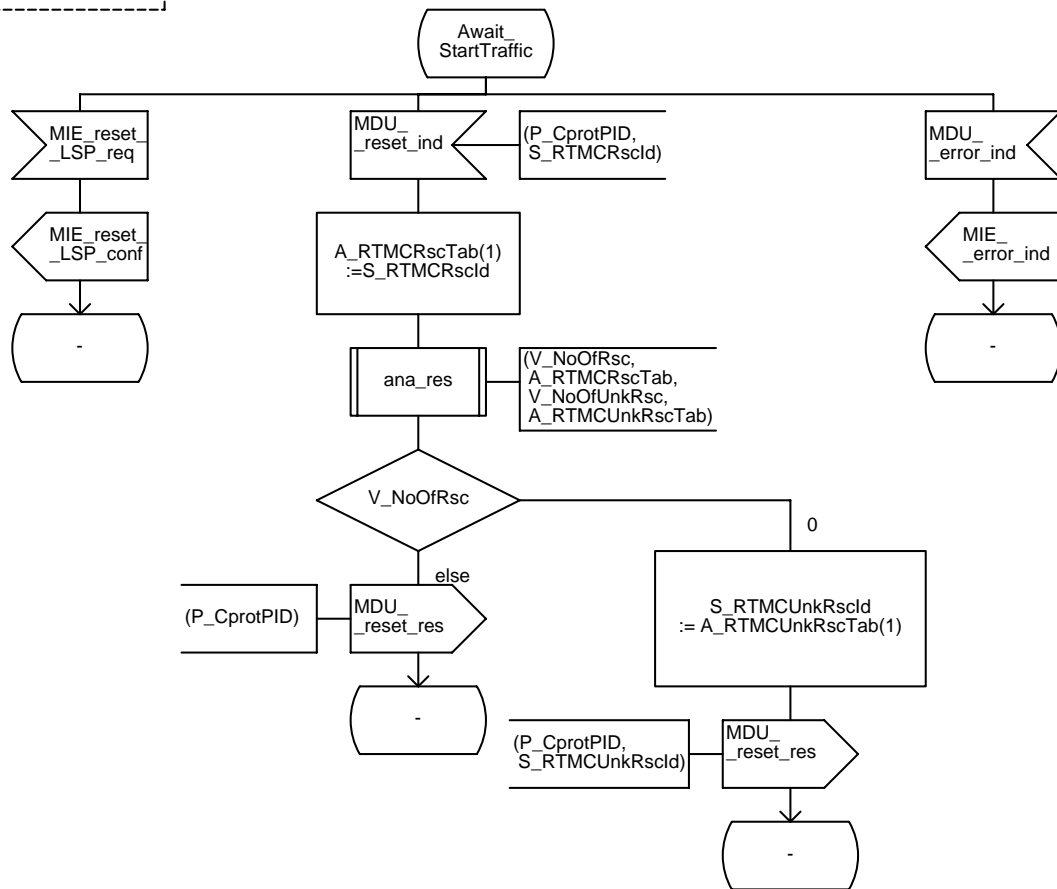 Await_
StartTraffic
MIE_reset_
_LSP_req
MDU_
_reset_ind
(P_CprotPID,
S_RTMCRscId)
MDU_
_error_ind
MIE_reset_
_LSP_conf
A_RTMCRscTab(1)
:=S_RTMCRscId
MIE_
_error_ind
-
-
ana_res
(V_NoOfRsc,
A_RTMCRscTab,
V_NoOfUnkRsc,
A_RTMCUnkRscTab)
V_NoOfRsc
0
else
(P_CprotPID)
MDU_
_reset_res
S_RTMCUnkRscId
:= A_RTMCUnkRscTab(1)
-
(P_CprotPID,
S_RTMCUnkRscId)
MDU_
_reset_res
-